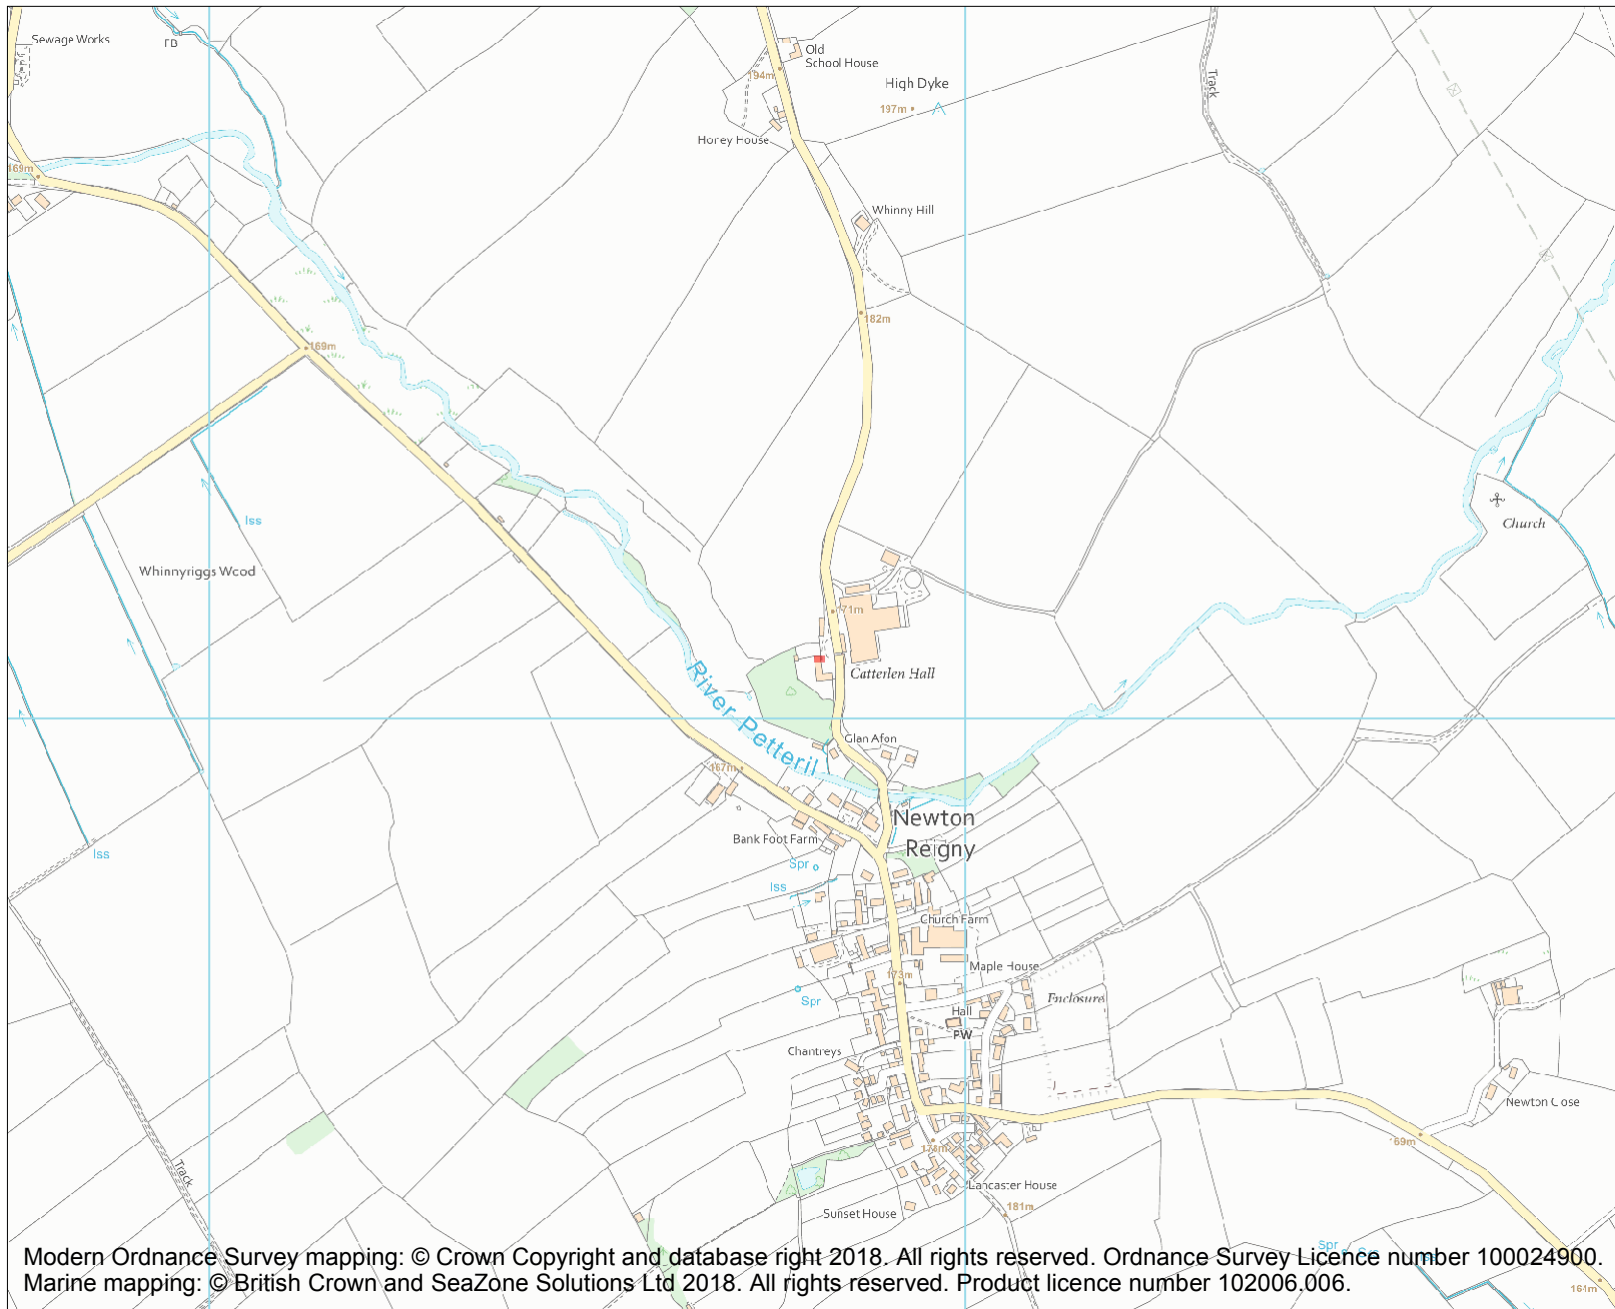 Sewage Works
FB
Old
School House
194m
High Dyke
197m
Track
Honey House
169m
Whinny Hill
182m
169m
Iss
Church
Whinnyriggs Wood
171m
Catterlen Hall
River Petteril
Glan Afon
167m
Newton
Reigny
Bank Foot Farm
Spr
Iss
Iss
Church Farm
Maple House
173m
Spr
Enclosure
Hall
PW
Chantreys
Newton Close
169m
Track
Lancaster House
Sunset House
181m
Spr
Modern Ordnance Survey mapping: © Crown Copyright and database right 2018. All rights reserved. Ordnance Survey Licence number 100024900.
Marine mapping: © British Crown and SeaZone Solutions Ltd 2018. All rights reserved. Product licence number 102006.006.
161m